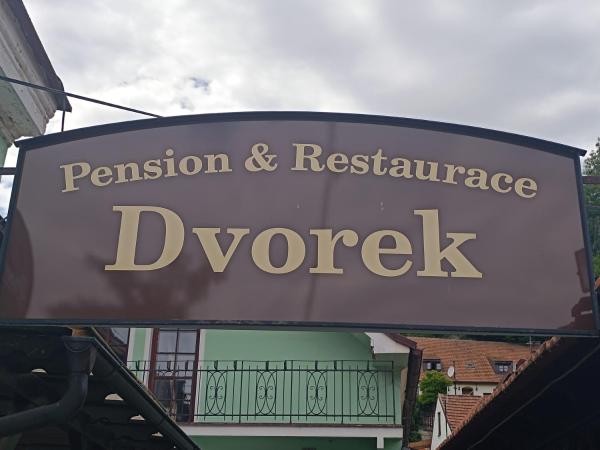 Pension & Restaurace
Dvorek